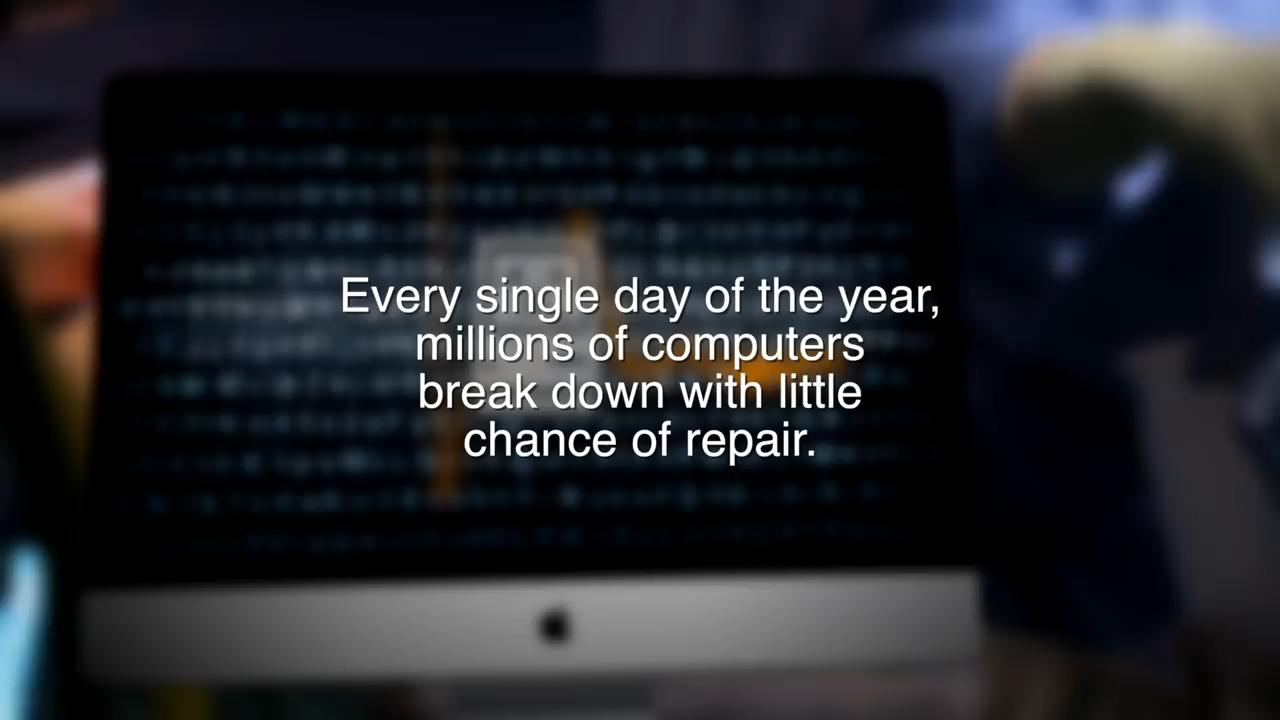 Every single day of the year,
millions of computers
break down with little
chance of repair.